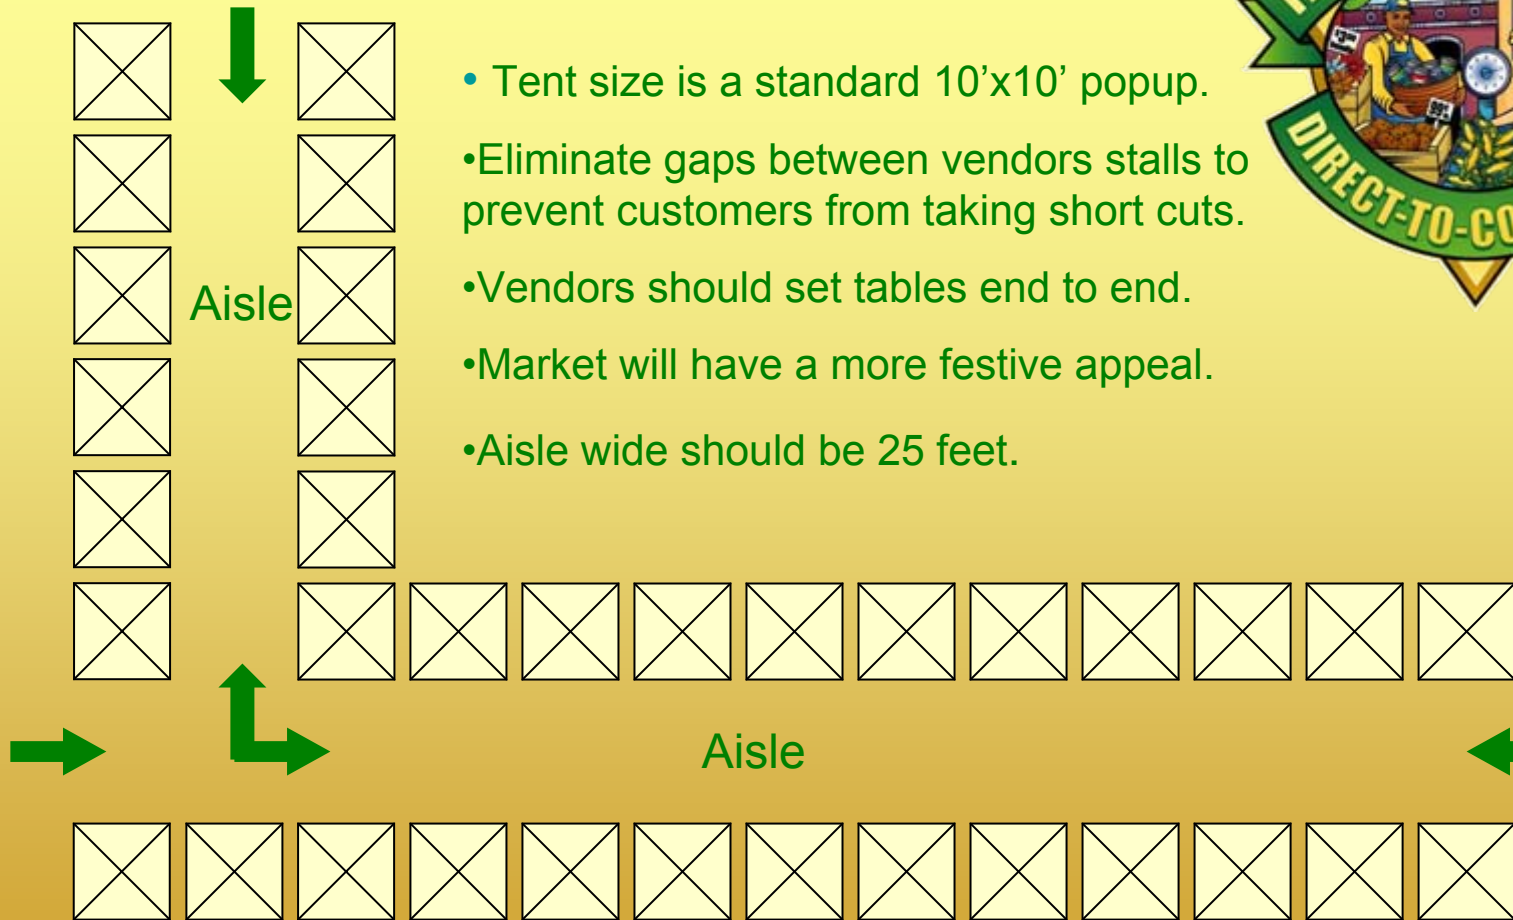 • Tent size is a standard 10’x10’ popup.
•Eliminate gaps between vendors stalls to
prevent customers from taking short cuts.
•Vendors should set tables end to end.
•Market will have a more festive appeal.
•Aisle wide should be 25 feet.
Aisle
Aisle
DIRECT-TO-CO
99¢